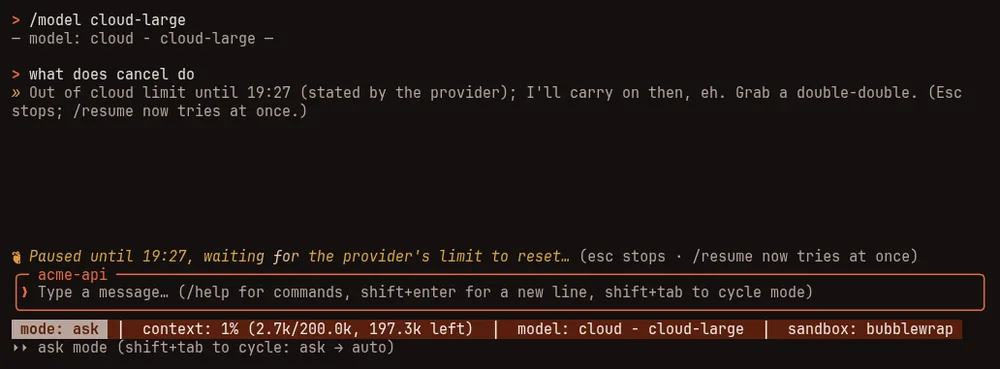 > /model cloud-large
— model: cloud - cloud-large —
> what does cancel do
» Out of cloud limit until 19:27 (stated by the provider); I'll carry on then, eh. Grab a double-double. (Esc
stops; /resume now tries at once.)
Paused until 19:27, waiting for the provider's limit to reset… (esc stops · /resume now tries at once)
acme-api
❯ Type a message… (/help for commands, shift+enter for a new line, shift+tab to cycle mode)
mode: ask | context: 1% (2.7k/200.0k, 197.3k left) | model: cloud - cloud-large | sandbox: bubblewrap
▸▸ ask mode (shift+tab to cycle: ask → auto)